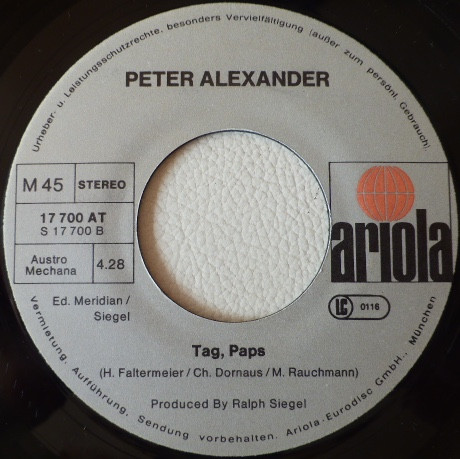 Urheber- u. Leistungsschutzrechte, besonders Vervielfältigung (außer zum persönl. Gebrauch)
PETER ALEXANDER
M 45 STEREO
17 700 AT
S 17 700 B
Austro
Mechana
4.28
Ed. Meridian /
Siegel
ariola
LC 0116
Tag, Paps
(H. Faltermeier / Ch. Dornaus / M. Rauchmann)
Produced By Ralph Siegel
vermietung, Aufführung, Sendung vorbehalten. Ariola-Eurodisc GmbH., München